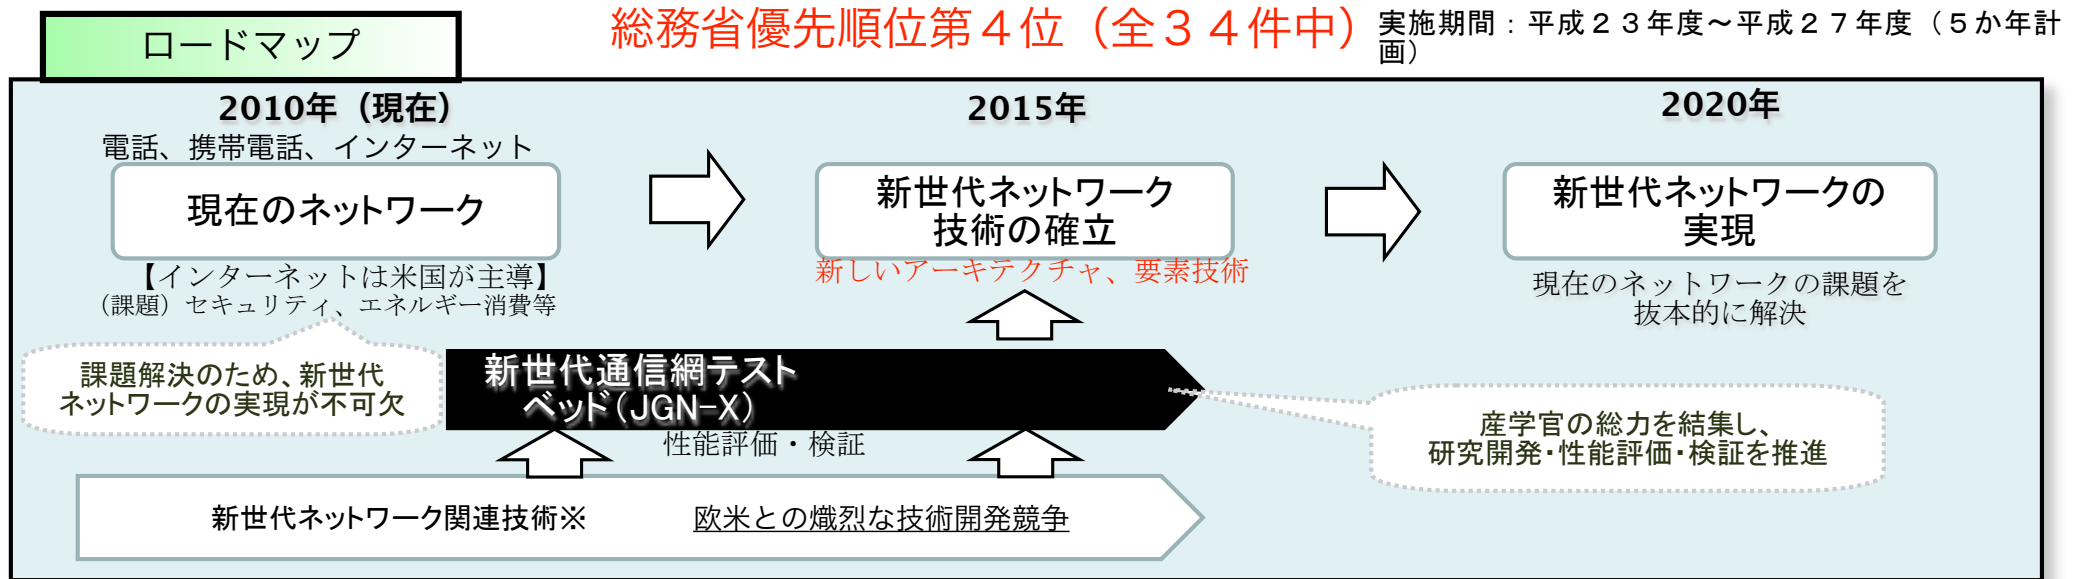 ロードマップ
総務省優先順位第４位（全３４件中）
実施期間：平成２３年度～平成２７年度（５か年計
画）
2010年（現在）
2015年
2020年
電話、携帯電話、インターネット
現在のネットワーク
新世代ネットワーク
技術の確立
新世代ネットワークの
実現
【インターネットは米国が主導】
（課題）セキュリティ、エネルギー消費等
新しいアーキテクチャ、要素技術
現在のネットワークの課題を
抜本的に解決
課題解決のため、新世代
ネットワークの実現が不可欠
新世代通信網テスト
ベッド（JGN-X）
性能評価・検証
産学官の総力を結集し、
研究開発・性能評価・検証を推進
新世代ネットワーク関連技術※
欧米との熾烈な技術開発競争